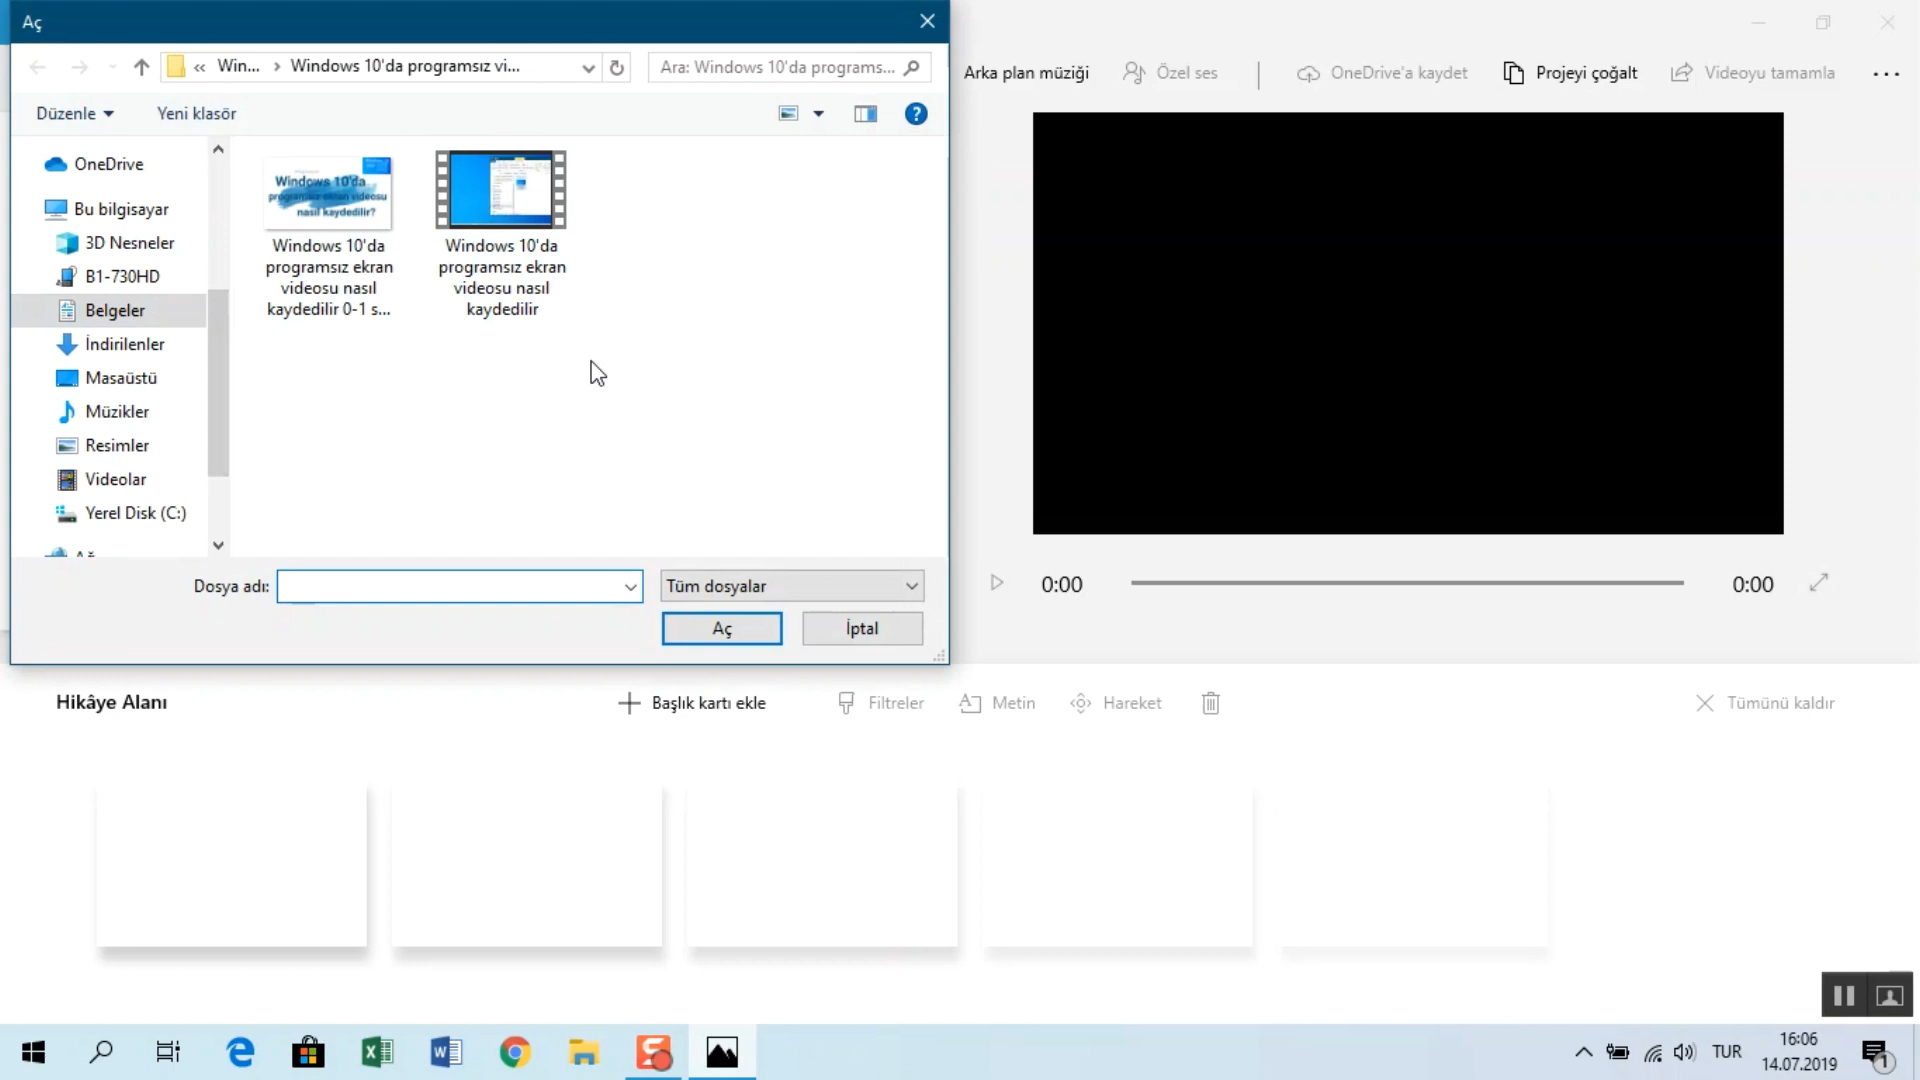 Aç
« Win... > Windows 10'da programsız vi...
Ara: Windows 10'da programs...
Düzenle
Yeni klasör
OneDrive
Bu bilgisayar
3D Nesneler
B1-730HD
Belgeler
İndirilenler
Masaüstü
Müzikler
Resimler
Videolar
Yerel Disk (C:)
Windows 10'da
programsız ekran videosu
nasıl kaydedilir?
Windows 10'da
programsız ekran
videosu nasıl
kaydedilir 0-1 s...
Windows 10'da
programsız ekran
videosu nasıl
kaydedilir
Dosya adı:
Tüm dosyalar
Aç
İptal
Arka plan müziği
Özel ses
OneDrive'a kaydet
Projeyi çoğalt
Videoyu tamamla
0:00
0:00
Hikâye Alanı
Başlık kartı ekle
Filtreler
Metin
Hareket
Tümünü kaldır
TUR
16:06
14.07.2019
1